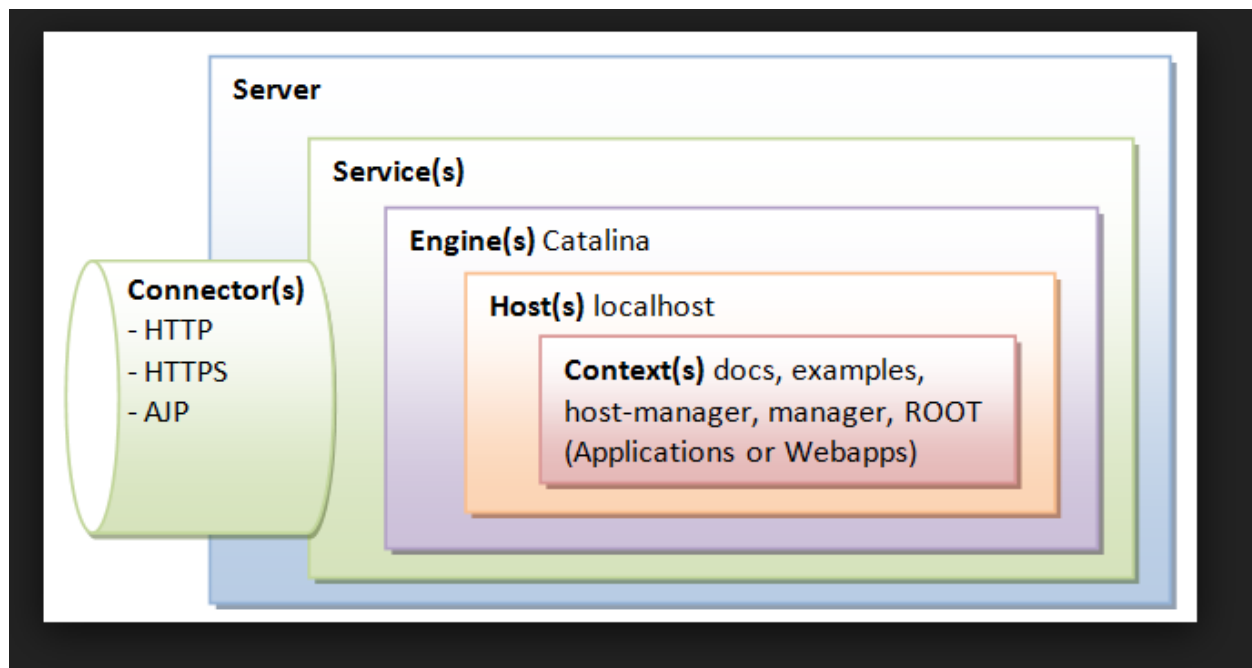 Server
Service(s)
Engine(s) Catalina
Connector(s)
- HTTP
- HTTPS
- AJP
Host(s) localhost
Context(s) docs, examples,
host-manager, manager, ROOT
(Applications or Webapps)